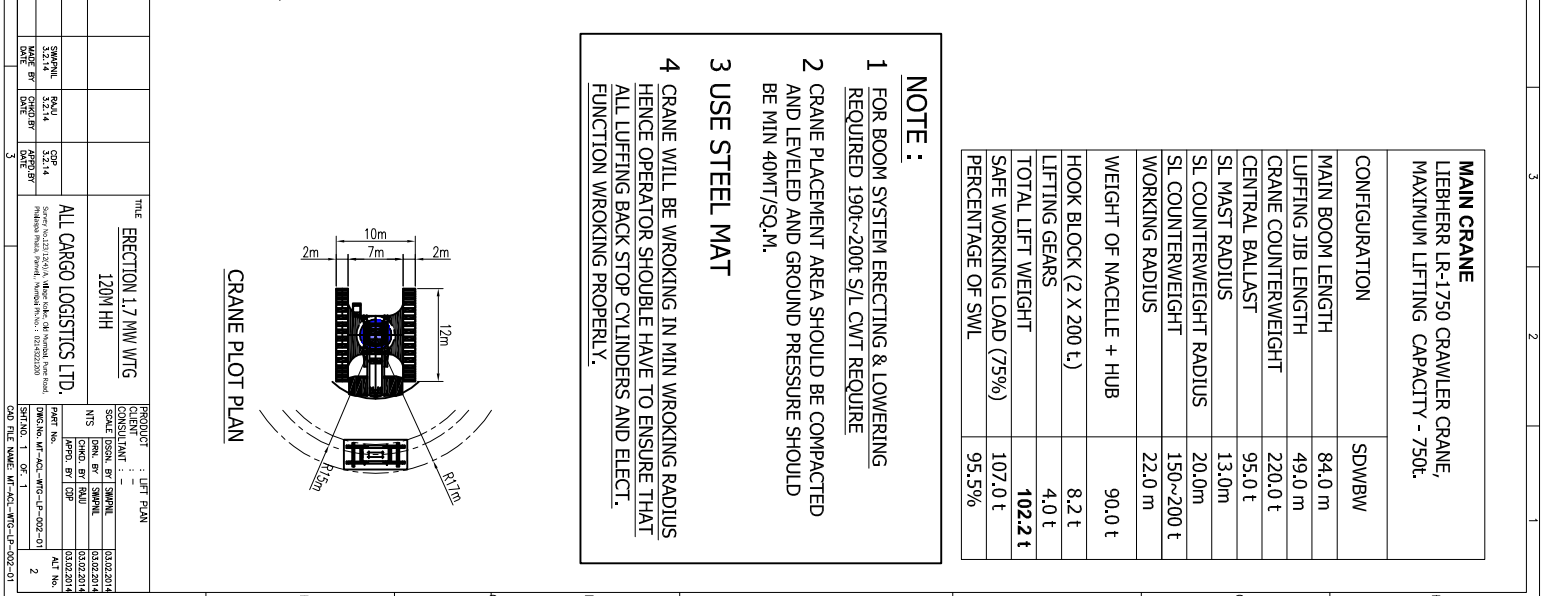 MAIN CRANE
LIEBHERR LR-1750 CRAWLER CRANE,
MAXIMUM LIFTING CAPACITY - 750t.
CONFIGURATION SDWBW
MAIN BOOM LENGTH 84.0 m
LUFFING JIB LENGTH 49.0 m
CRANE COUNTERWEIGHT 220.0 t
CENTRAL BALLAST 95.0 t
SL MAST RADIUS 13.0m
SL COUNTERWEIGHT RADIUS 20.0m
SL COUNTERWEIGHT 150~200 t
WORKING RADIUS 22.0 m
WEIGHT OF NACELLE + HUB 90.0 t
HOOK BLOCK (2 X 200 t.) 8.2 t
LIFTING GEARS 4.0 t
TOTAL LIFT WEIGHT 102.2 t
SAFE WORKING LOAD (75%) 107.0 t
PERCENTAGE OF SWL 95.5%
NOTE :
1 FOR BOOM SYSTEM ERECTING & LOWERING
REQUIRED 190t~200t S/L CWT REQUIRE
2 CRANE PLACEMENT AREA SHOULD BE COMPACTED
AND LEVELED AND GROUND PRESSURE SHOULD
BE MIN 40MT/SQ.M.
3 USE STEEL MAT
4 CRANE WILL BE WROKING IN MIN WROKING RADIUS
HENCE OPERATOR SHOUBLE HAVE TO ENSURE THAT
ALL LUFFING BACK STOP CYLINDERS AND ELECT.
FUNCTION WROKING PROPERLY.
10m
2m 7m 2m
12m
R15m
R17m
CRANE PLOT PLAN
SWAPNIL RAJU CDP
3.2.14 3.2.14 3.2.14
MADE BY CHKD.BY APPD.BY
DATE DATE DATE
TITLE
ERECTION 1.7 MW WTG
120M HH
ALL CARGO LOGISTICS LTD.
PRODUCT : LIFT PLAN
CLIENT : -
CONSULTANT : -
SCALE DSGN. BY SWAPNIL 03.02.2014
NTS DRN. BY SWAPNIL 03.02.2014
CHKD. BY RAJU 03.02.2014
APPD. BY CDP 03.02.2014
PART No. ALT No.
DWG.No. MT-ACL-WTG-LP-002-01 2
SHT.NO. 1 OF. 1
CAD FILE NAME: MT-ACL-WTG-LP-002-01
3
2
1
3